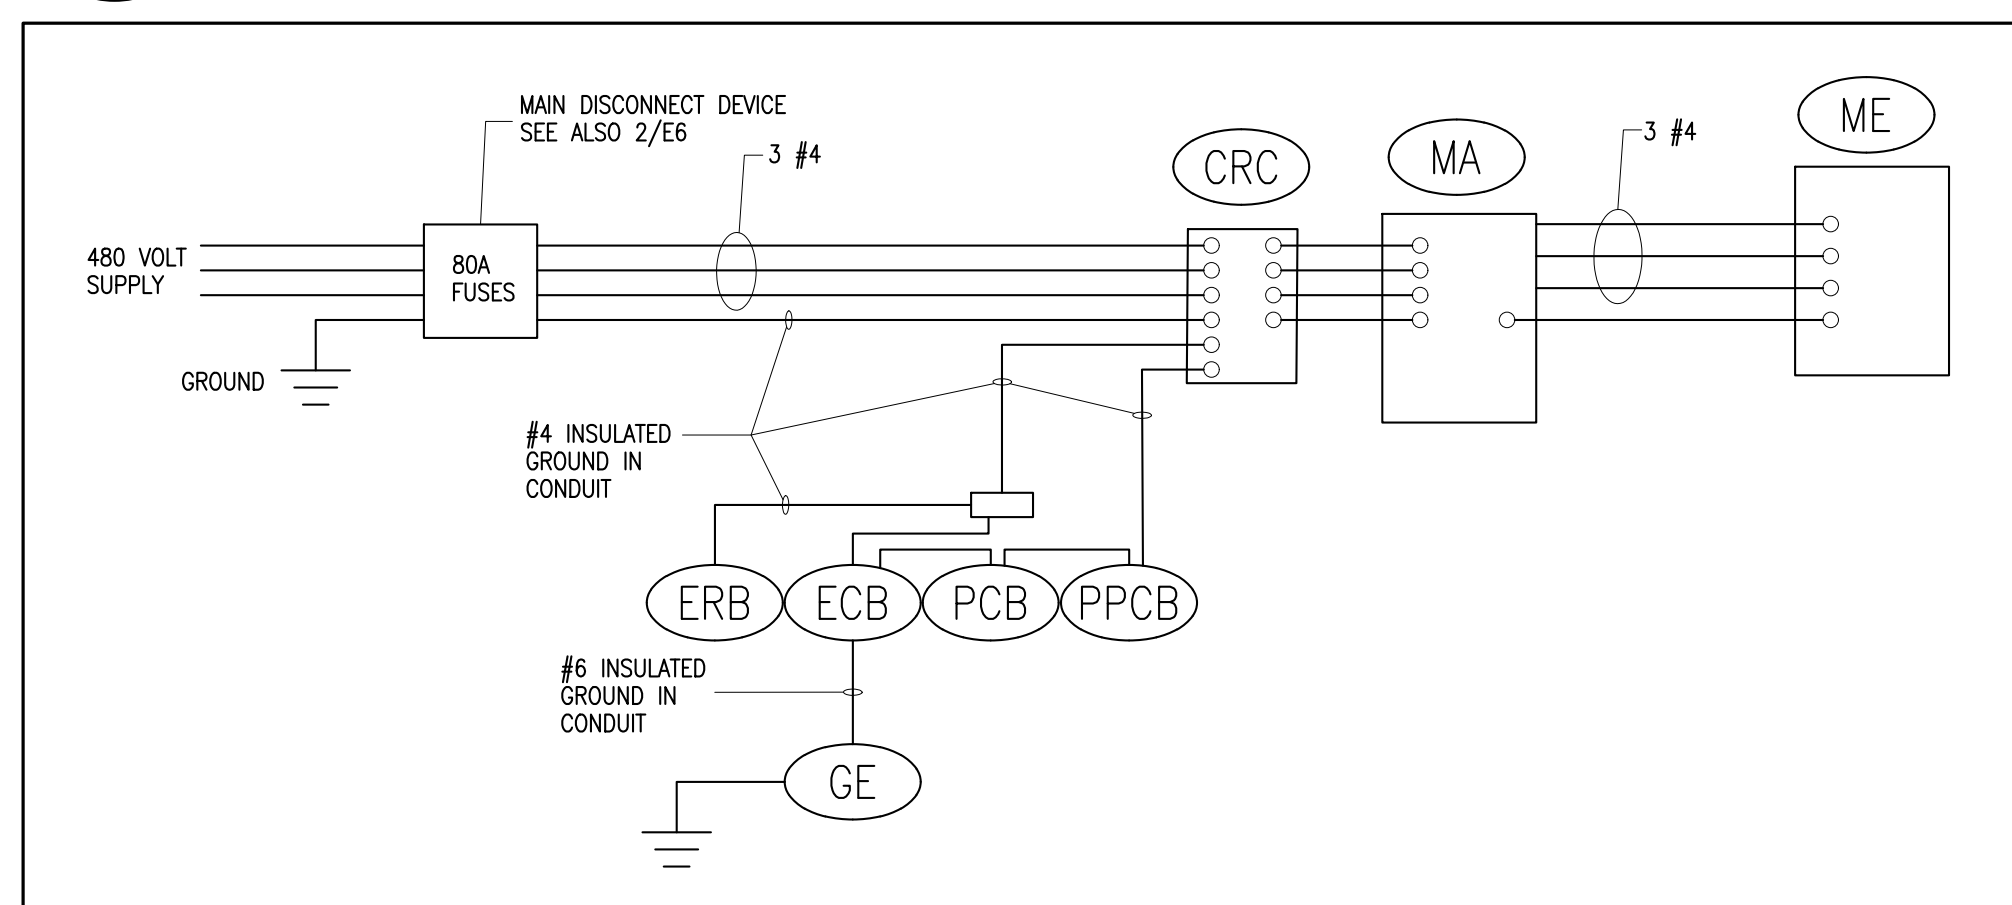 MAIN DISCONNECT DEVICE
SEE ALSO 2/E6
3 #4
CRC
MA
3 #4
ME
480 VOLT
SUPPLY
80A
FUSES
GROUND
#4 INSULATED
GROUND IN
CONDUIT
ERB
ECB
PCB
PPCB
#6 INSULATED
GROUND IN
CONDUIT
GE